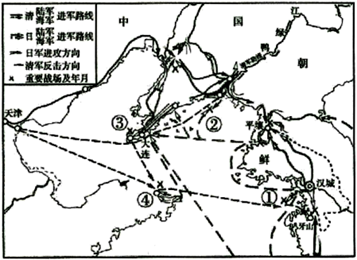 清 陆军 海军 进军路线
日 陆军 海军 进军路线
日军进攻方向
清军反击方向
× 重要战场及年月
中 国
朝
鲜
江
绿
鸭
天津
大连
平
汉城
牙山
①
②
③
④